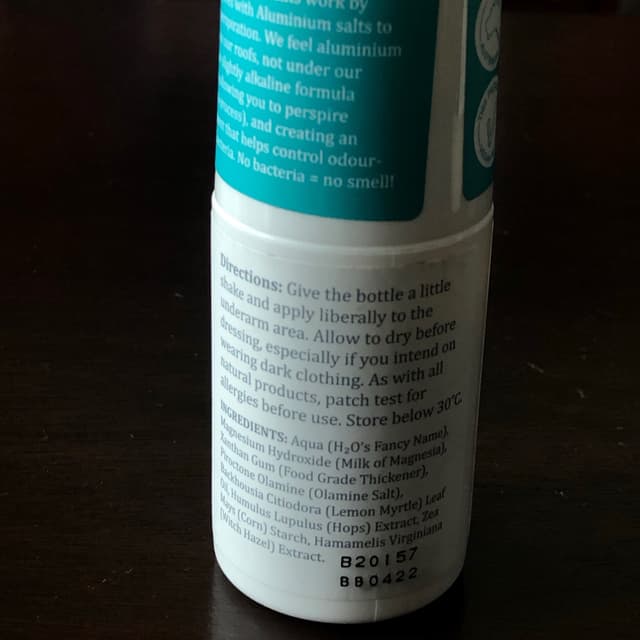 work by
with Aluminium salts to
We feel aluminium
roofs, not under our
alkaline formula
you to perspire
and creating an
that helps control odour-
No bacteria = no smell!
Directions: Give the bottle a little
shake and apply liberally to the
underarm area. Allow to dry before
dressing, especially if you intend on
wearing dark clothing. As with all
natural products, patch test for
allergies before use. Store below 30°C.
INGREDIENTS: Aqua (H₂O's Fancy Name),
Magnesium Hydroxide (Milk of Magnesia),
Xanthan Gum (Food Grade Thickener),
Piroctone Olamine (Olamine Salt),
Backhousia Citiodora (Lemon Myrtle) Leaf
Oil, Humulus Lupulus (Hops) Extract, Zea
Mays (Corn) Starch, Hamamelis Virginiana
(Witch Hazel) Extract.
B20157
BB0422